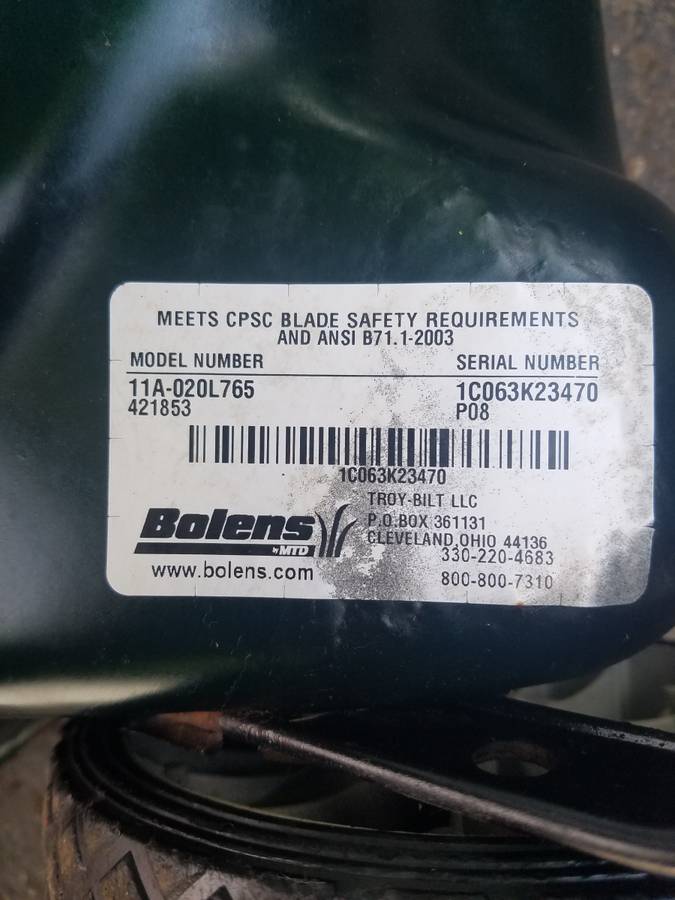 MEETS CPSC BLADE SAFETY REQUIREMENTS
AND ANSI B71.1-2003
MODEL NUMBER SERIAL NUMBER
11A-020L765 1C063K23470
421853 P08
1C063K23470
TROY-BILT LLC
P.O.BOX 361131
CLEVELAND,OHIO 44136
330-220-4683
800-800-7310
Bolens
by MTD
www.bolens.com